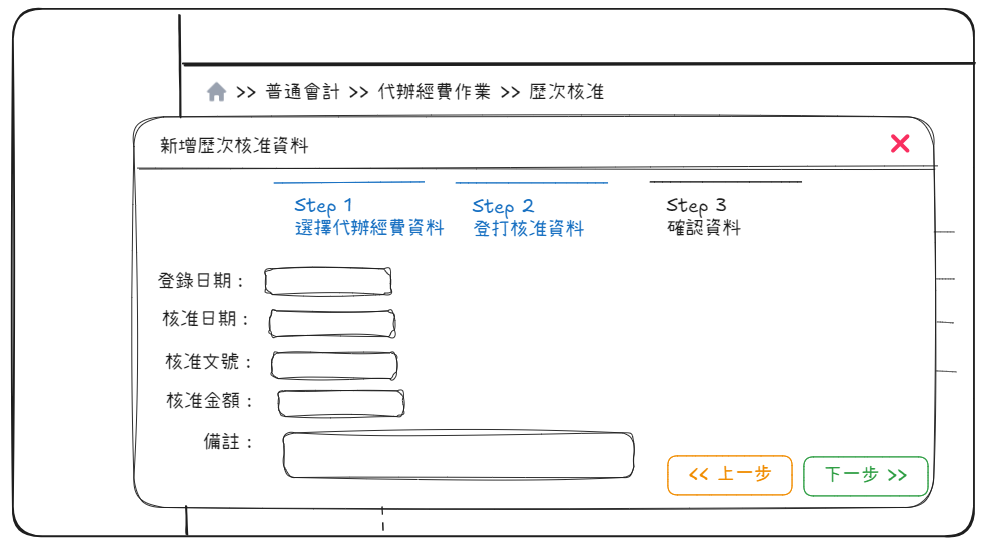 >> 普通會計 >> 代辦經費作業 >> 歷次核准
新增歷次核准資料
Step 1
選擇代辦經費資料
Step 2
登打核准資料
Step 3
確認資料
登錄日期：
核准日期：
核准文號：
核准金額：
備註：
<< 上一步
下一步 >>